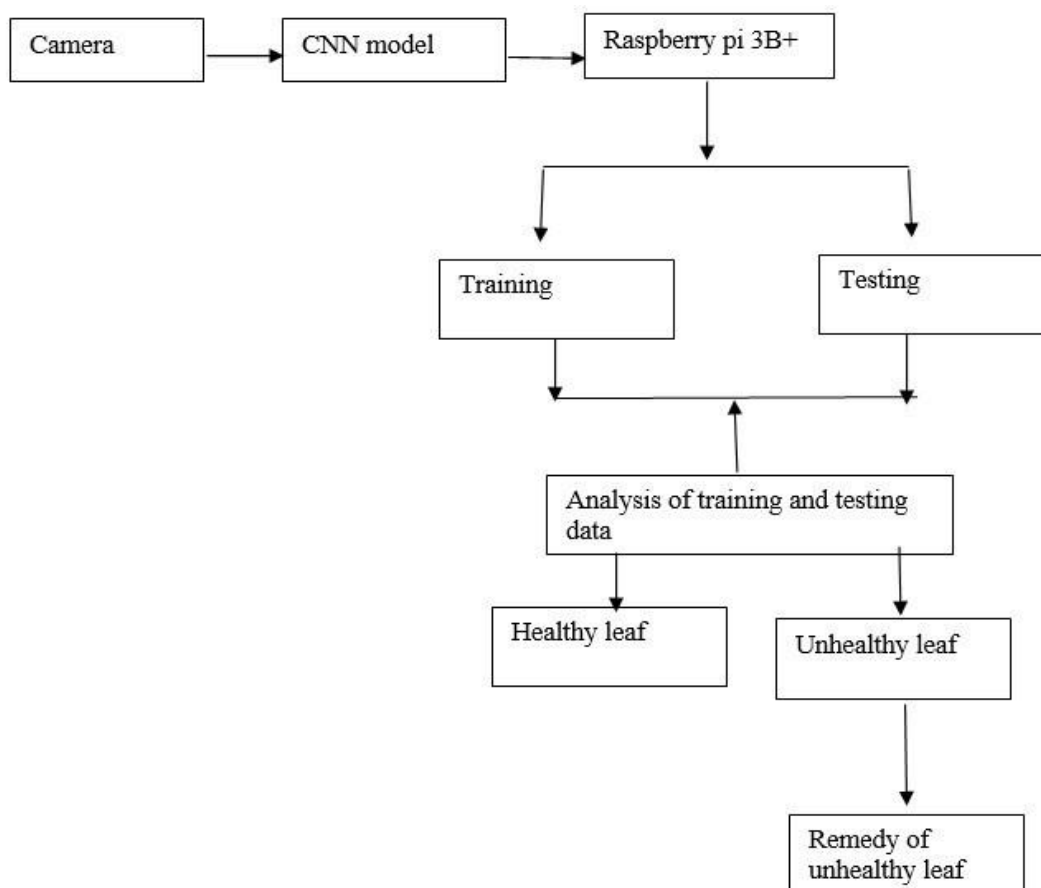 Camera
CNN model
Raspberry pi 3B+
Training
Testing
Analysis of training and testing
data
Healthy leaf
Unhealthy leaf
Remedy of
unhealthy leaf